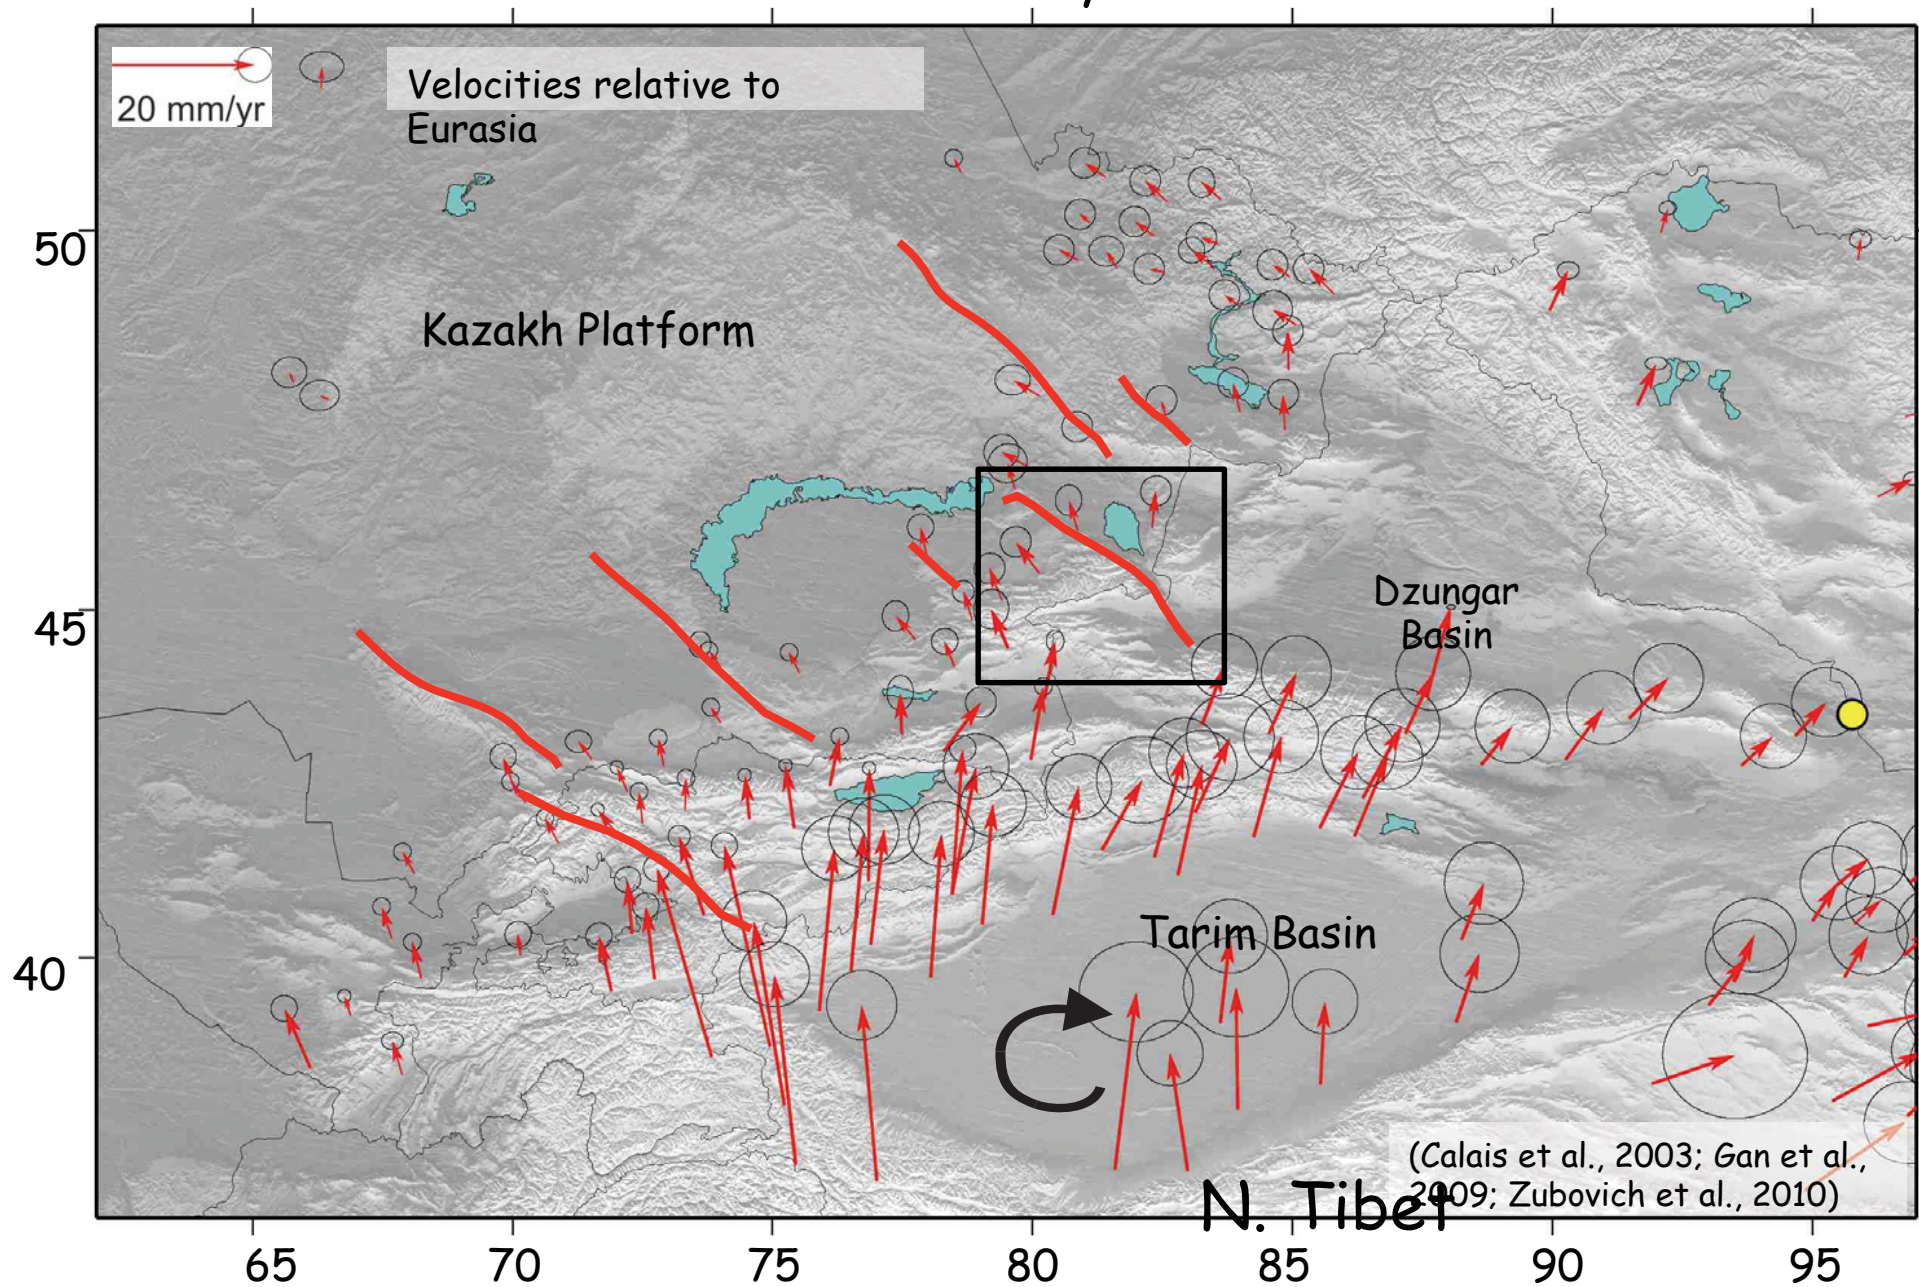 Velocities relative to
Eurasia
20 mm/yr
50
Kazakh Platform
Dzungar
Basin
45
Tarim Basin
40
(Calais et al., 2003; Gan et al.,
2009; Zubovich et al., 2010)
N. Tibet
65 70 75 80 85 90 95